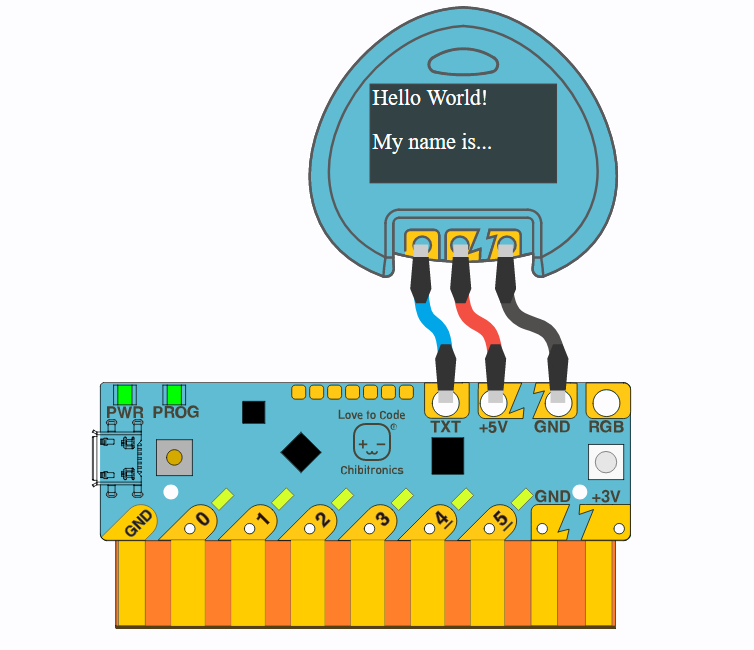 Hello World!
My name is...
PWR PROG
Love to Code
®
Chibitronics
TXT +5V GND RGB
GND +3V
GND 0 1 2 3 4 5